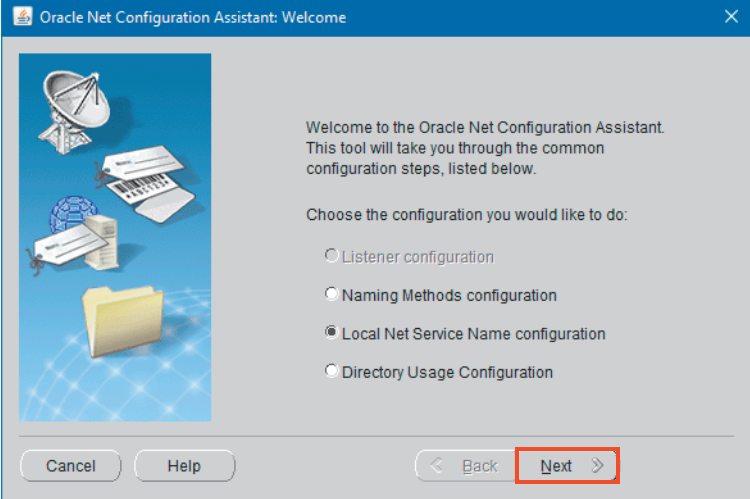 Oracle Net Configuration Assistant: Welcome
Welcome to the Oracle Net Configuration Assistant.
This tool will take you through the common
configuration steps, listed below.
Choose the configuration you would like to do:
Listener configuration
Naming Methods configuration
Local Net Service Name configuration
Directory Usage Configuration
Cancel
Help
Back
Next